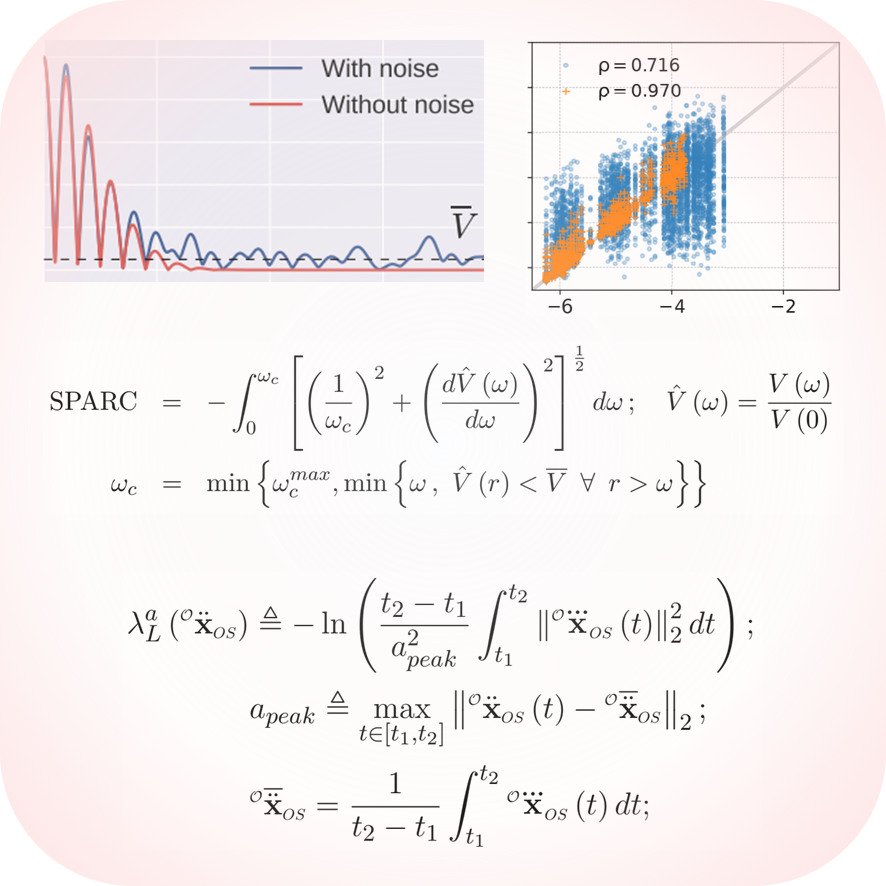 With noise
Without noise
V̅
ρ = 0.716
ρ = 0.970
−6 −4 −2
SPARC = − ∫₀^{ω_c} [ (1/ω_c)² + (dV̂(ω)/dω)² ]^{1/2} dω ; V̂(ω) = V(ω)/V(0)
ω_c = min { ω_c^{max}, min { ω , V̂(r) < V̅ ∀ r > ω } }
λ_L^a (^𝒪ẍ_{OS}) ≜ − ln ( (t₂ − t₁)/a²_{peak} ∫_{t₁}^{t₂} ‖^𝒪x⃛_{OS}(t)‖₂² dt ) ;
a_{peak} ≜ max_{t∈[t₁,t₂]} ‖^𝒪ẍ_{OS}(t) − ^𝒪\overline{ẍ}_{OS}‖₂ ;
^𝒪\overline{ẍ}_{OS} = 1/(t₂ − t₁) ∫_{t₁}^{t₂} ^𝒪x⃛_{OS}(t) dt;